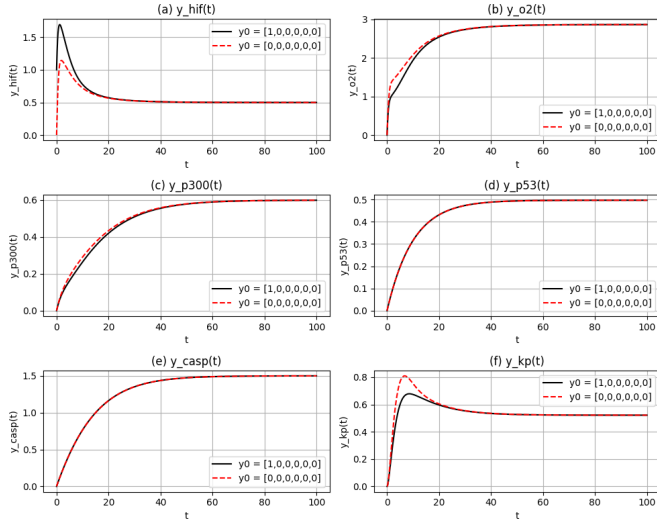 (a) y_hif(t)
y_hif(t)
1.5
1.0
0.5
0.0
y0 = [1,0,0,0,0,0]
y0 = [0,0,0,0,0,0]
0 20 40 60 80 100
t
(b) y_o2(t)
y_o2(t)
3
2
1
0
y0 = [1,0,0,0,0,0]
y0 = [0,0,0,0,0,0]
0 20 40 60 80 100
t
(c) y_p300(t)
y_p300(t)
0.6
0.4
0.2
0.0
y0 = [1,0,0,0,0,0]
y0 = [0,0,0,0,0,0]
0 20 40 60 80 100
t
(d) y_p53(t)
y_p53(t)
0.5
0.4
0.3
0.2
0.1
0.0
y0 = [1,0,0,0,0,0]
y0 = [0,0,0,0,0,0]
0 20 40 60 80 100
t
(e) y_casp(t)
y_casp(t)
1.5
1.0
0.5
0.0
y0 = [1,0,0,0,0,0]
y0 = [0,0,0,0,0,0]
0 20 40 60 80 100
t
(f) y_kp(t)
y_kp(t)
0.8
0.6
0.4
0.2
0.0
y0 = [1,0,0,0,0,0]
y0 = [0,0,0,0,0,0]
0 20 40 60 80 100
t